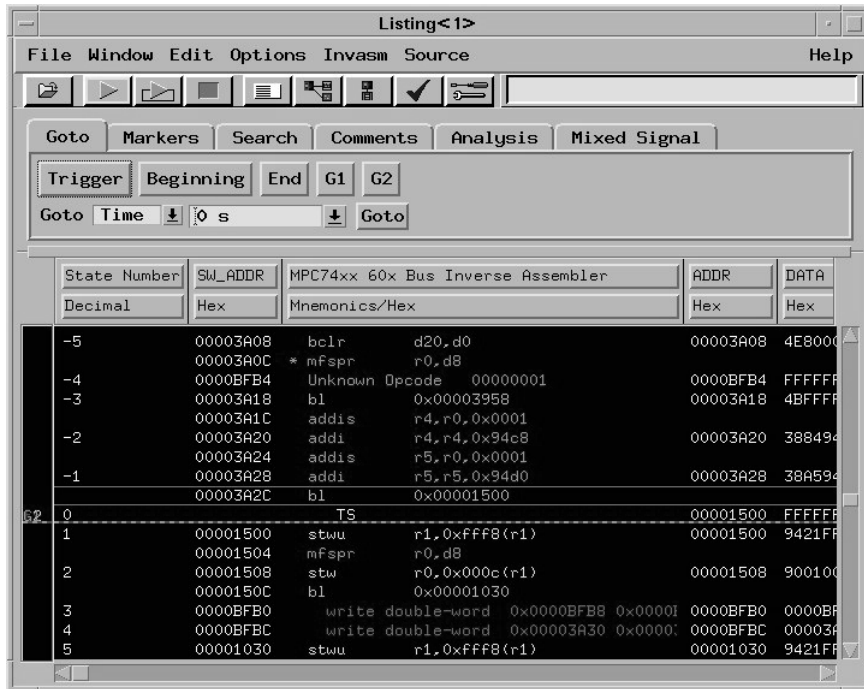 Listing<1>
File Window Edit Options Invasm Source Help
Goto Markers Search Comments Analysis Mixed Signal
Trigger Beginning End G1 G2
Goto Time 0 s Goto
State Number SW_ADDR MPC74xx 60x Bus Inverse Assembler ADDR DATA
Decimal Hex Mnemonics/Hex Hex Hex
-5 00003A08 bclr d20,d0 00003A08 4E800
00003A0C * mfspr r0,d8
-4 0000BFB4 Unknown Opcode 00000001 0000BFB4 FFFFFF
-3 00003A18 bl 0x00003958 00003A18 4BFFFF
00003A1C addis r4,r0,0x0001
-2 00003A20 addi r4,r4,0x94c8 00003A20 388494
00003A24 addis r5,r0,0x0001
-1 00003A28 addi r5,r5,0x94d0 00003A28 38A594
00003A2C bl 0x00001500
G2 0 TS 00001500 FFFFFF
1 00001500 stwu r1,0xfff8(r1) 00001500 9421FF
00001504 mfspr r0,d8
2 00001508 stw r0,0x000c(r1) 00001508 90010
0000150C bl 0x00001030
3 0000BFB0 write double-word 0x0000BFB8 0x0000 0000BFB0 0000BF
4 0000BFBC write double-word 0x00003A30 0x0000 0000BFBC 00003
5 00001030 stwu r1,0xfff8(r1) 00001030 9421FF